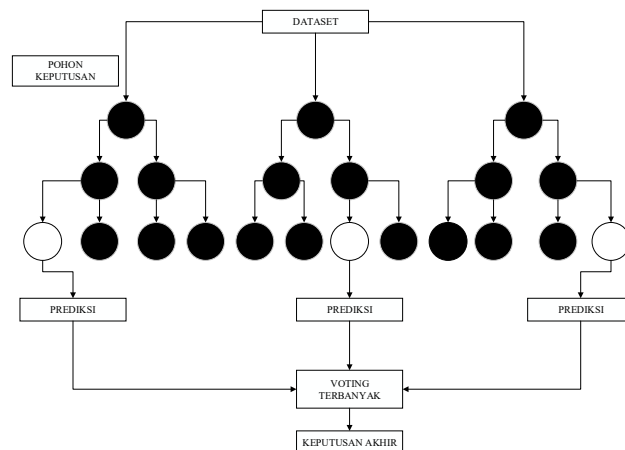 DATASET
POHON
KEPUTUSAN
PREDIKSI
PREDIKSI
PREDIKSI
VOTING
TERBANYAK
KEPUTUSAN AKHIR